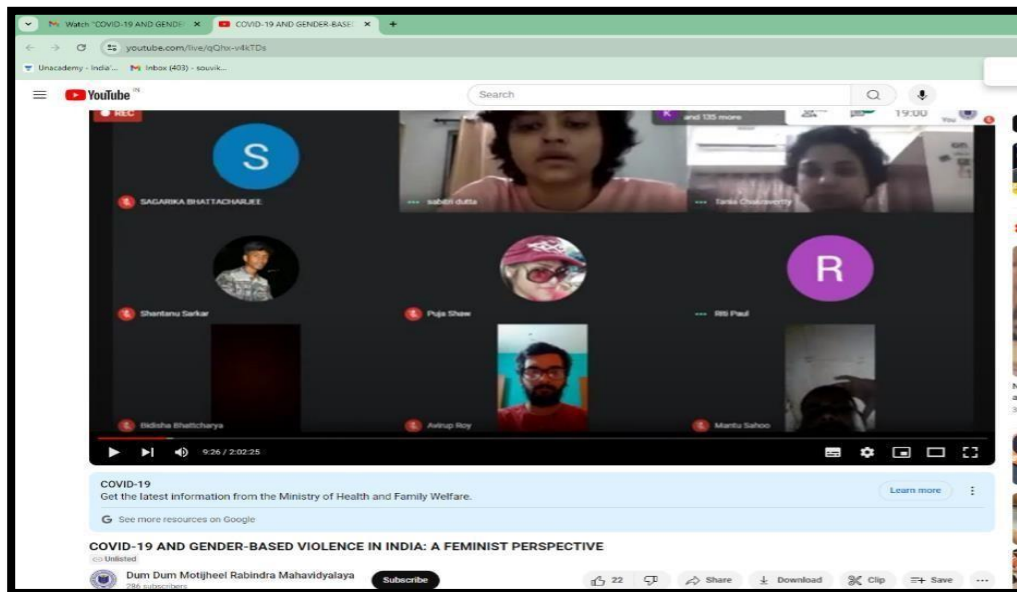 Watch "COVID-19 AND GENDE
COVID-19 AND GENDER-BASE
youtube.com/live/qQhx-v4kTDs
Unacademy - India'...
Inbox (403) - souvik...
YouTube IN
Search
REC
K and 135 more
19:00
You
S
SAGARIKA BHATTACHARJEE
sabitri dutta
Tania Chakravertty
R
Shantanu Sarkar
Puja Shaw
Riti Paul
Bidisha Bhattcharya
Avirup Roy
Mantu Sahoo
9:26 / 2:02:25
COVID-19
Get the latest information from the Ministry of Health and Family Welfare.
Learn more
G See more resources on Google
COVID-19 AND GENDER-BASED VIOLENCE IN INDIA: A FEMINIST PERSPECTIVE
Unlisted
Dum Dum Motijheel Rabindra Mahavidyalaya
286 subscribers
Subscribe
22
Share
Download
Clip
Save